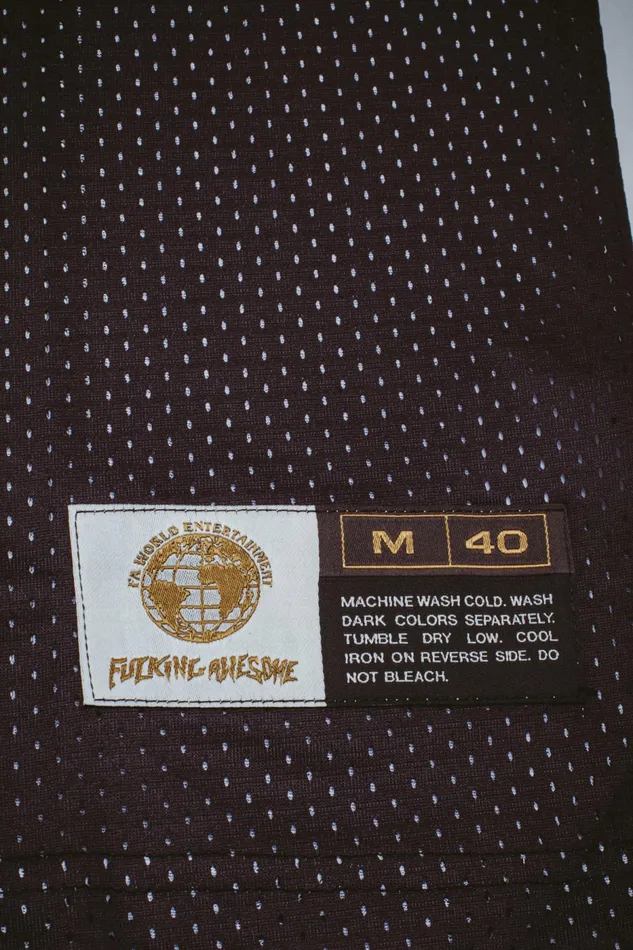 FA WORLD ENTERTAINMENT
FUCKING AWESOME
M 40
MACHINE WASH COLD. WASH
DARK COLORS SEPARATELY.
TUMBLE DRY LOW. COOL
IRON ON REVERSE SIDE. DO
NOT BLEACH.